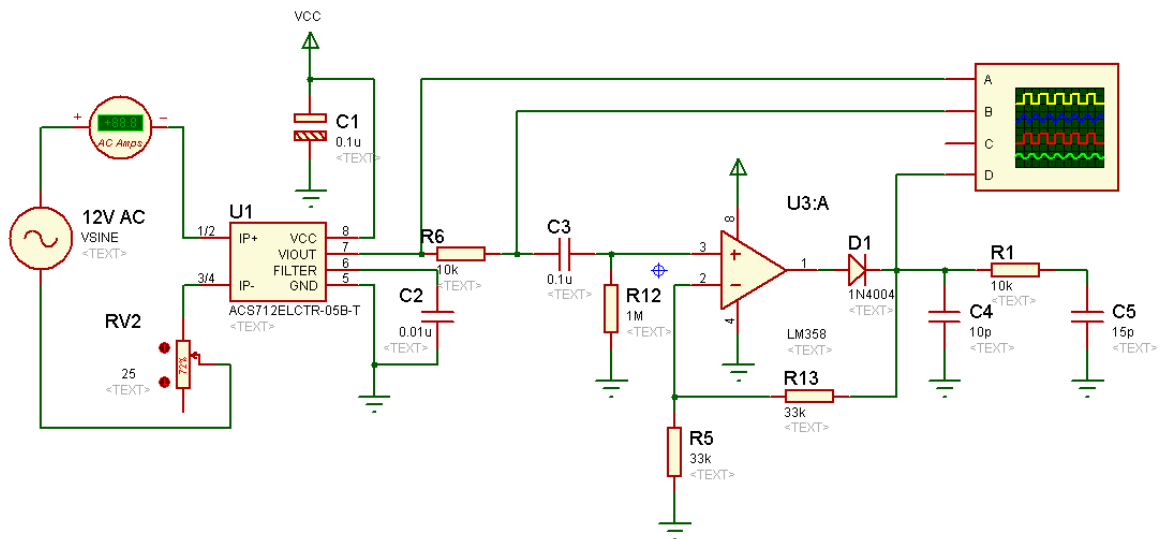 VCC
+ +88.8 −
AC Amps
C1
0.1u
<TEXT>
A
B
C
D
12V AC
VSINE
<TEXT>
U1
1/2 IP+ VCC 8
VIOUT 7
FILTER 6
3/4 IP- GND 5
ACS712ELCTR-05B-T
<TEXT>
R6
10k
<TEXT>
C3
0.1u
<TEXT>
U3:A
3 +
2 −
8
1
4
LM358
<TEXT>
D1
1N4004
<TEXT>
R1
10k
<TEXT>
C2
0.01u
<TEXT>
R12
1M
<TEXT>
C4
10p
<TEXT>
C5
15p
<TEXT>
RV2
72%
25
<TEXT>
R13
33k
<TEXT>
R5
33k
<TEXT>